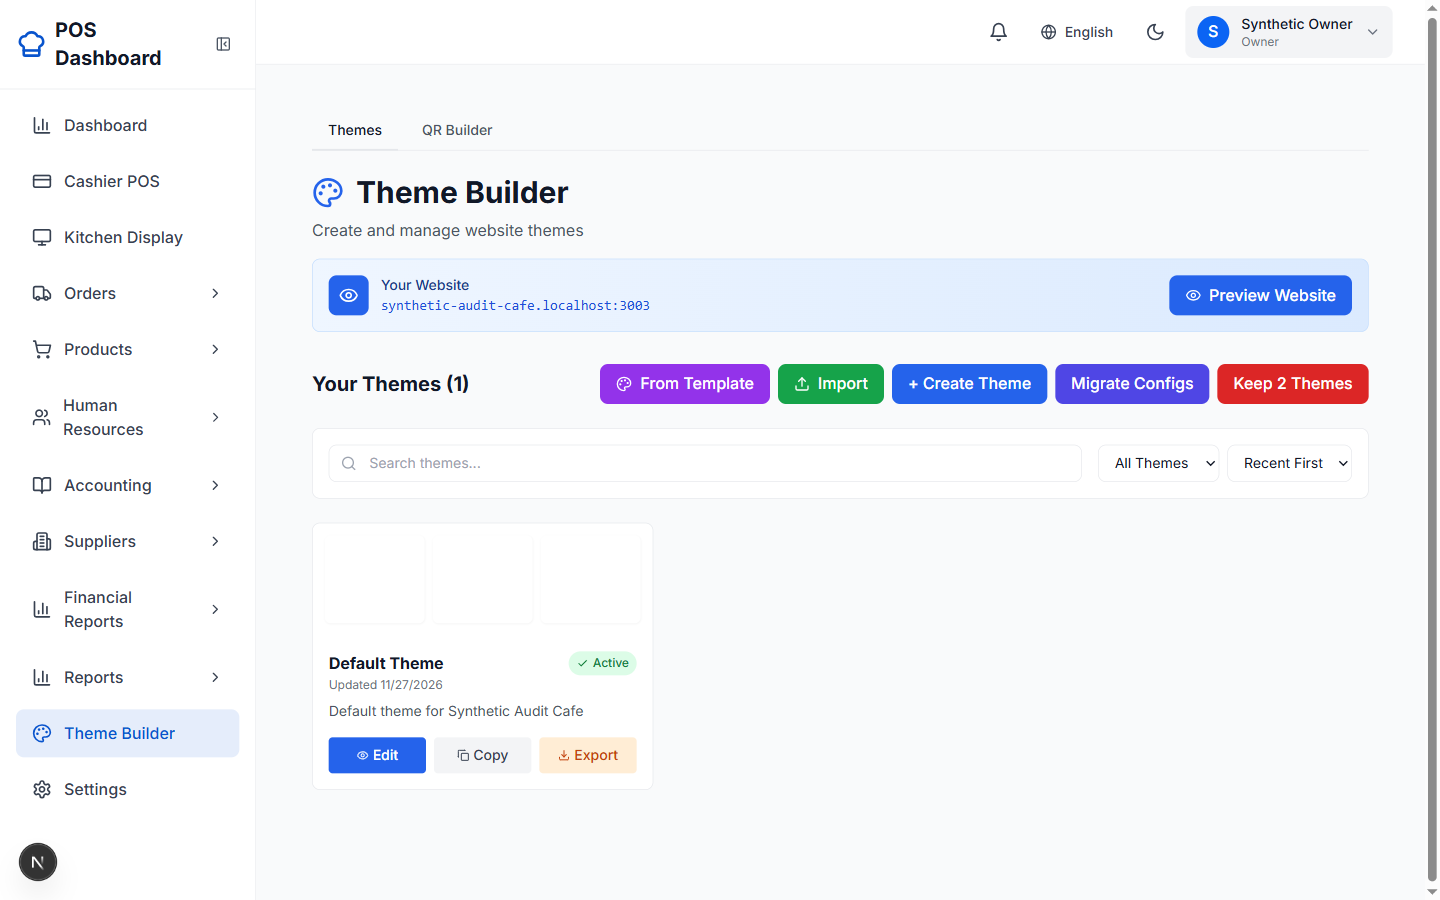 POS
Dashboard
English
S
Synthetic Owner
Owner
Dashboard
Cashier POS
Kitchen Display
Orders
Products
Human
Resources
Accounting
Suppliers
Financial
Reports
Reports
Theme Builder
Settings
N
Themes
QR Builder
Theme Builder
Create and manage website themes
Your Website
synthetic-audit-cafe.localhost:3003
Preview Website
Your Themes (1)
From Template
Import
+ Create Theme
Migrate Configs
Keep 2 Themes
Search themes...
All Themes
Recent First
Default Theme
Active
Updated 11/27/2026
Default theme for Synthetic Audit Cafe
Edit
Copy
Export